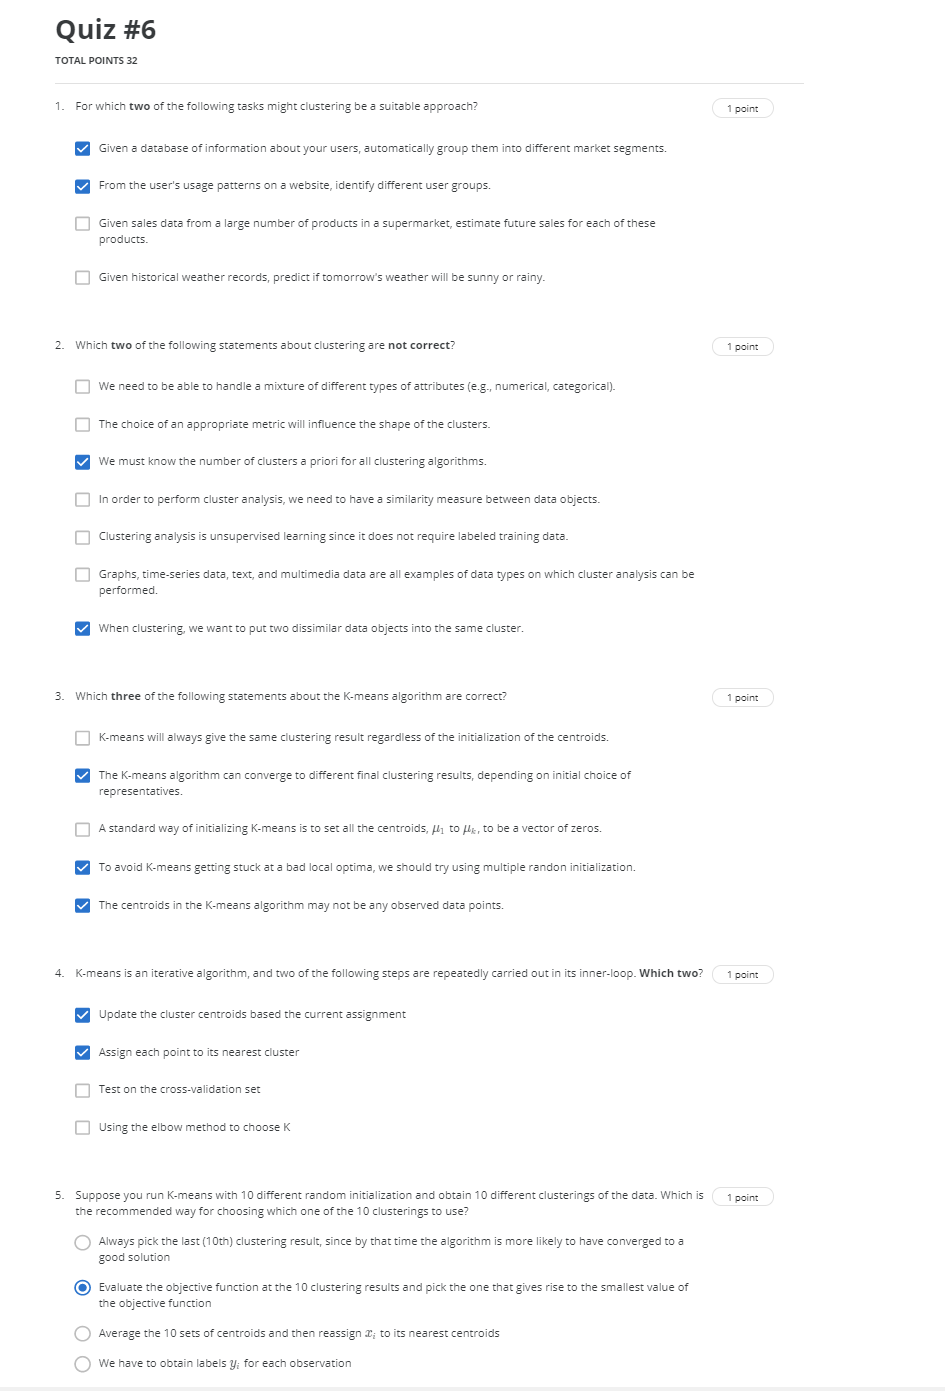 Quiz #6
TOTAL POINTS 32
1. For which two of the following tasks might clustering be a suitable approach?
1 point
Given a database of information about your users, automatically group them into different market segments.
From the user's usage patterns on a website, identify different user groups.
Given sales data from a large number of products in a supermarket, estimate future sales for each of these
products.
Given historical weather records, predict if tomorrow's weather will be sunny or rainy.
2. Which two of the following statements about clustering are not correct?
1 point
We need to be able to handle a mixture of different types of attributes (e.g., numerical, categorical).
The choice of an appropriate metric will influence the shape of the clusters.
We must know the number of clusters a priori for all clustering algorithms.
In order to perform cluster analysis, we need to have a similarity measure between data objects.
Clustering analysis is unsupervised learning since it does not require labeled training data.
Graphs, time-series data, text, and multimedia data are all examples of data types on which cluster analysis can be
performed.
When clustering, we want to put two dissimilar data objects into the same cluster.
3. Which three of the following statements about the K-means algorithm are correct?
1 point
K-means will always give the same clustering result regardless of the initialization of the centroids.
The K-means algorithm can converge to different final clustering results, depending on initial choice of
representatives.
A standard way of initializing K-means is to set all the centroids, μ₁ to μₖ, to be a vector of zeros.
To avoid K-means getting stuck at a bad local optima, we should try using multiple randon initialization.
The centroids in the K-means algorithm may not be any observed data points.
4. K-means is an iterative algorithm, and two of the following steps are repeatedly carried out in its inner-loop. Which two?
1 point
Update the cluster centroids based the current assignment
Assign each point to its nearest cluster
Test on the cross-validation set
Using the elbow method to choose K
5. Suppose you run K-means with 10 different random initialization and obtain 10 different clusterings of the data. Which is
1 point
the recommended way for choosing which one of the 10 clusterings to use?
Always pick the last (10th) clustering result, since by that time the algorithm is more likely to have converged to a
good solution
Evaluate the objective function at the 10 clustering results and pick the one that gives rise to the smallest value of
the objective function
Average the 10 sets of centroids and then reassign xᵢ to its nearest centroids
We have to obtain labels yᵢ for each observation